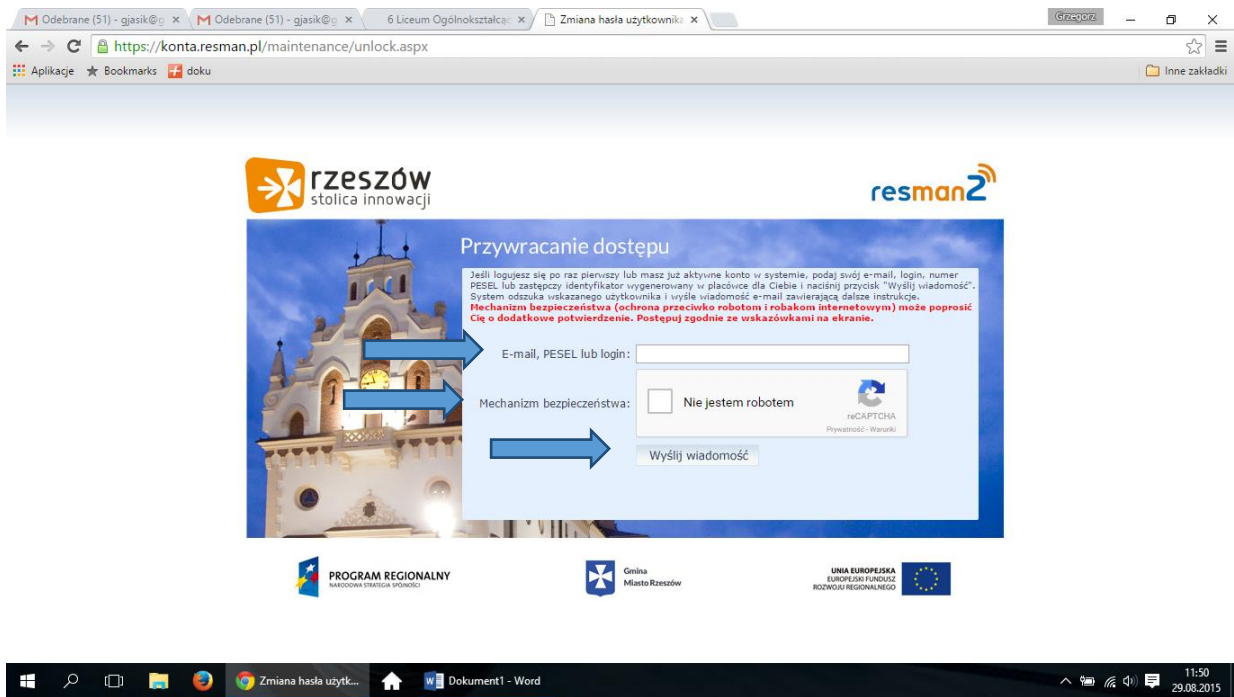 Odebrane (51) - gjasik@g
Odebrane (51) - gjasik@g
6 Liceum Ogólnokształcąc
Zmiana hasła użytkownika
Grzegorz
https://konta.resman.pl/maintenance/unlock.aspx
Aplikacje
Bookmarks
doku
Inne zakładki
rzeszów
stolica innowacji
resman2
Przywracanie dostępu
Jeśli logujesz się po raz pierwszy lub masz już aktywne konto w systemie, podaj swój e-mail, login, numer
PESEL lub zastępczy identyfikator wygenerowany w placówce dla Ciebie i naciśnij przycisk "Wyślij wiadomość".
System odszuka wskazanego użytkownika i wyśle wiadomość e-mail zawierającą dalsze instrukcje.
Mechanizm bezpieczeństwa (ochrona przeciwko robotom i robakom internetowym) może poprosić
Cię o dodatkowe potwierdzenie. Postępuj zgodnie ze wskazówkami na ekranie.
E-mail, PESEL lub login:
Mechanizm bezpieczeństwa:
Nie jestem robotem
reCAPTCHA
Prywatność - Warunki
Wyślij wiadomość
PROGRAM REGIONALNY
NARODOWA STRATEGIA SPÓJNOŚCI
Gmina
Miasto Rzeszów
UNIA EUROPEJSKA
EUROPEJSKI FUNDUSZ
ROZWOJU REGIONALNEGO
Zmiana hasła użytk...
Dokument1 - Word
11:50
29.08.2015